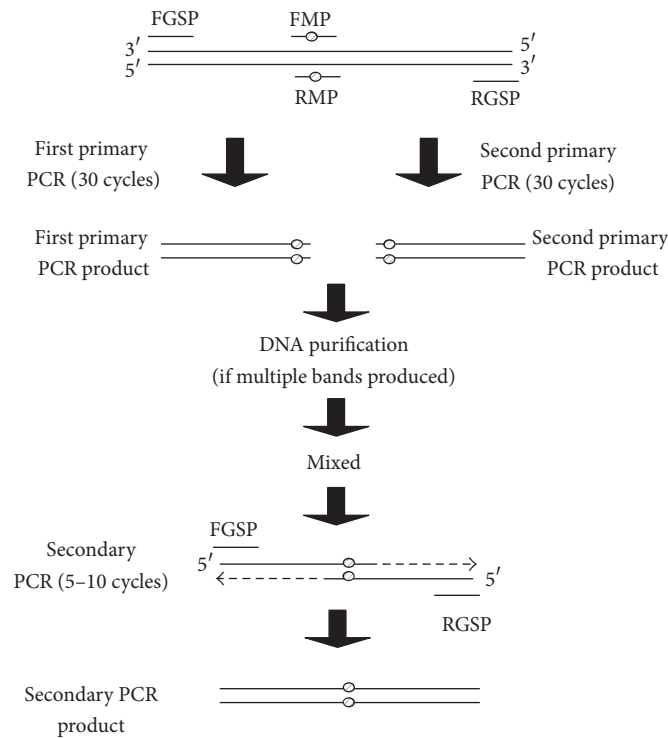 FGSP FMP
3′ 5′
5′ 3′
RMP RGSP
First primary
PCR (30 cycles)
Second primary
PCR (30 cycles)
First primary
PCR product
Second primary
PCR product
DNA purification
(if multiple bands produced)
Mixed
FGSP
Secondary
PCR (5–10 cycles)
5′
5′
RGSP
Secondary PCR
product